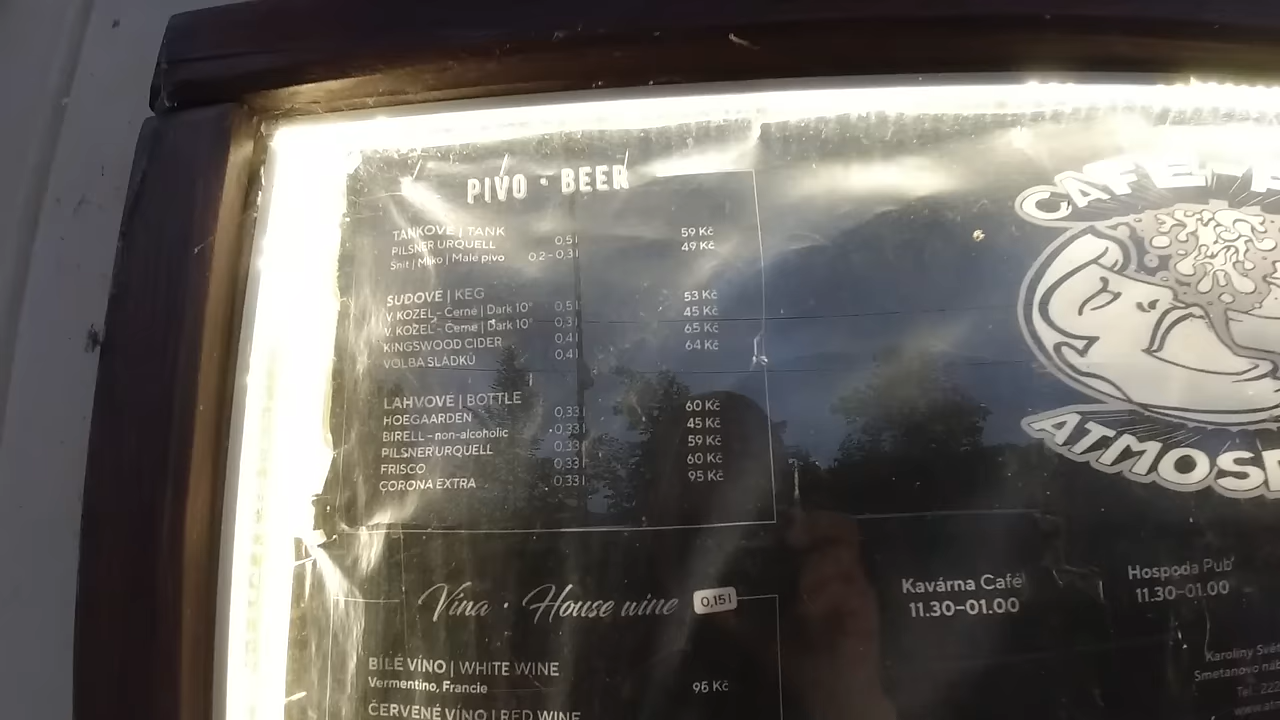 PIVO · BEER
TANKOVÉ | TANK
PILSNER URQUELL 0,5 l 59 Kč
Šnit | Mlíko | Malé pivo 0,2–0,3 l 49 Kč
SUDOVÉ | KEG
V. KOZEL – Černé | Dark 10° 0,5 l 53 Kč
V. KOZEL – Černé | Dark 10° 0,3 l 45 Kč
KINGSWOOD CIDER 0,4 l 65 Kč
VOLBA SLÁDKŮ 0,4 l 64 Kč
LAHVOVÉ | BOTTLE
HOEGAARDEN 0,33 l 60 Kč
BIRELL – non-alcoholic 0,33 l 45 Kč
PILSNER URQUELL 0,33 l 59 Kč
FRISCO 0,33 l 60 Kč
CORONA EXTRA 0,33 l 95 Kč
Vína · House wine 0,15 l
BÍLÉ VÍNO | WHITE WINE
Vermentino, Francie 95 Kč
ČERVENÉ VÍNO | RED WINE
CAFE
ATMOS
Kavárna Café
11.30–01.00
Hospoda Pub
11.30–01.00
Karoliny Svě
Smetanovo náb
Tel.: 222
www.at